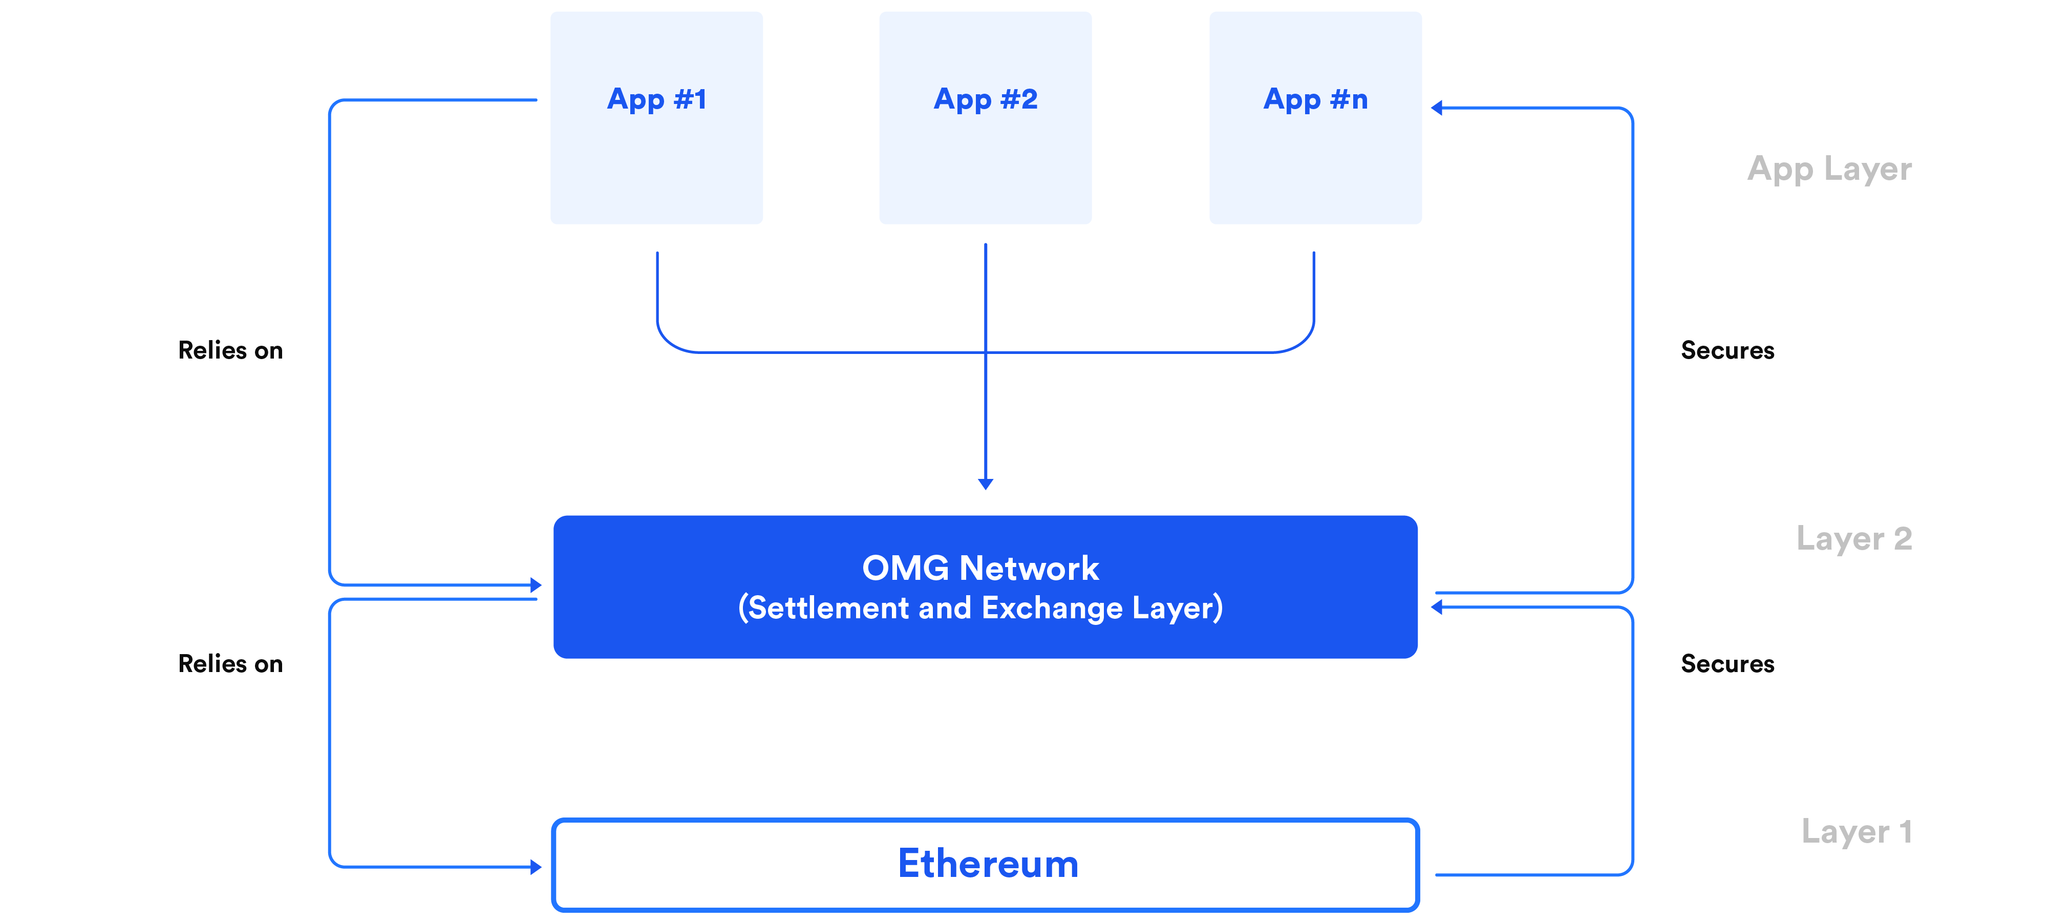 App #1
App #2
App #n
App Layer
Relies on
Secures
Layer 2
OMG Network
(Settlement and Exchange Layer)
Relies on
Secures
Layer 1
Ethereum